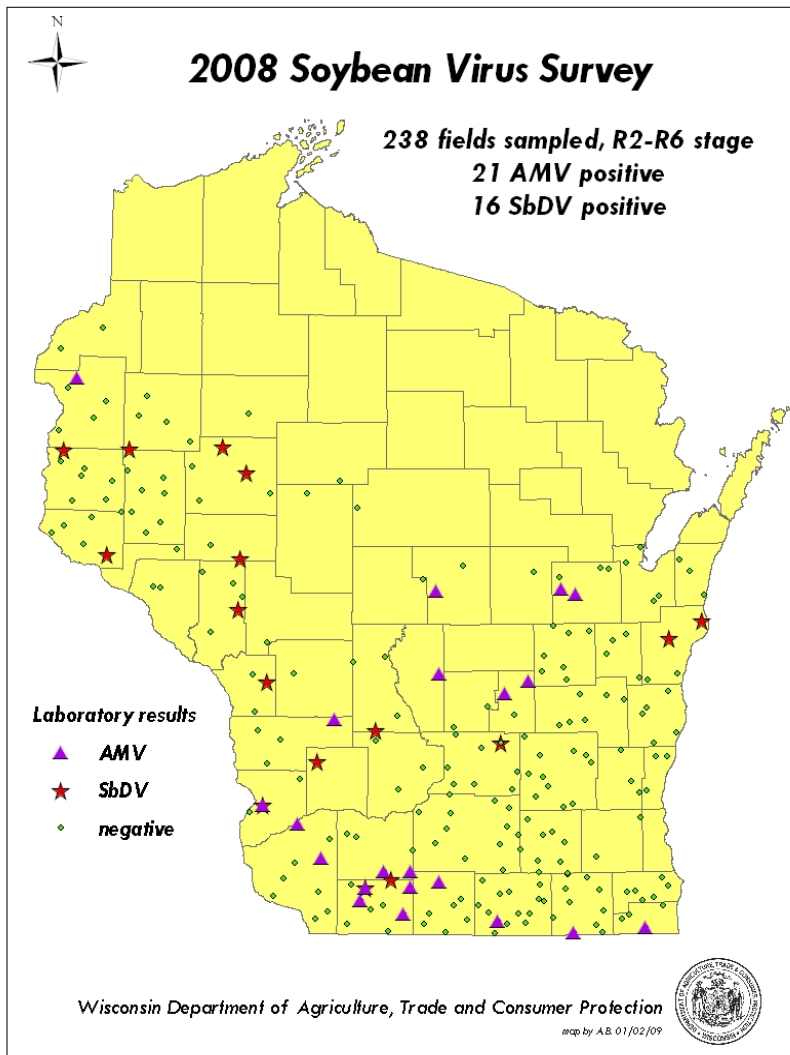 N
2008 Soybean Virus Survey
238 fields sampled, R2-R6 stage
21 AMV positive
16 SbDV positive
Laboratory results
AMV
SbDV
negative
Wisconsin Department of Agriculture, Trade and Consumer Protection
map by A.B. 01/02/09